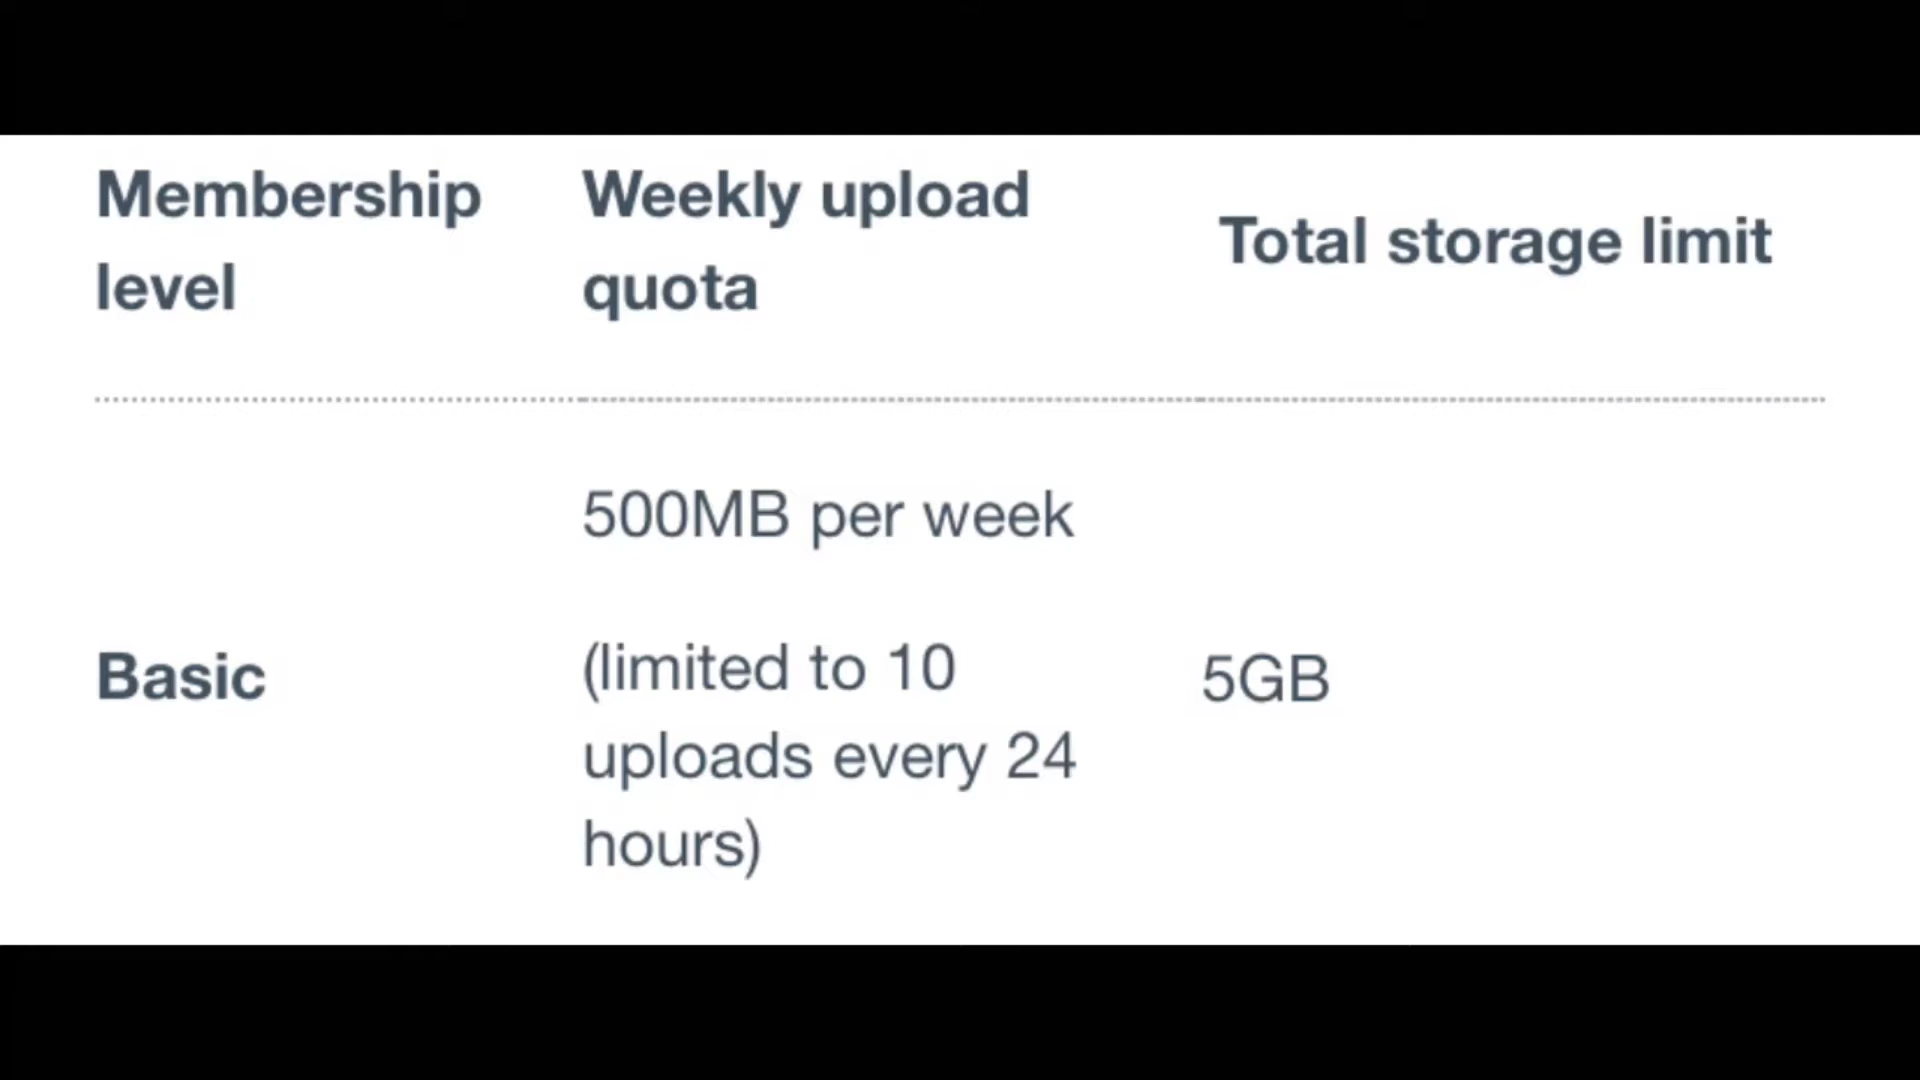 Membership
level
Weekly upload
quota
Total storage limit
Basic
500MB per week
(limited to 10
uploads every 24
hours)
5GB